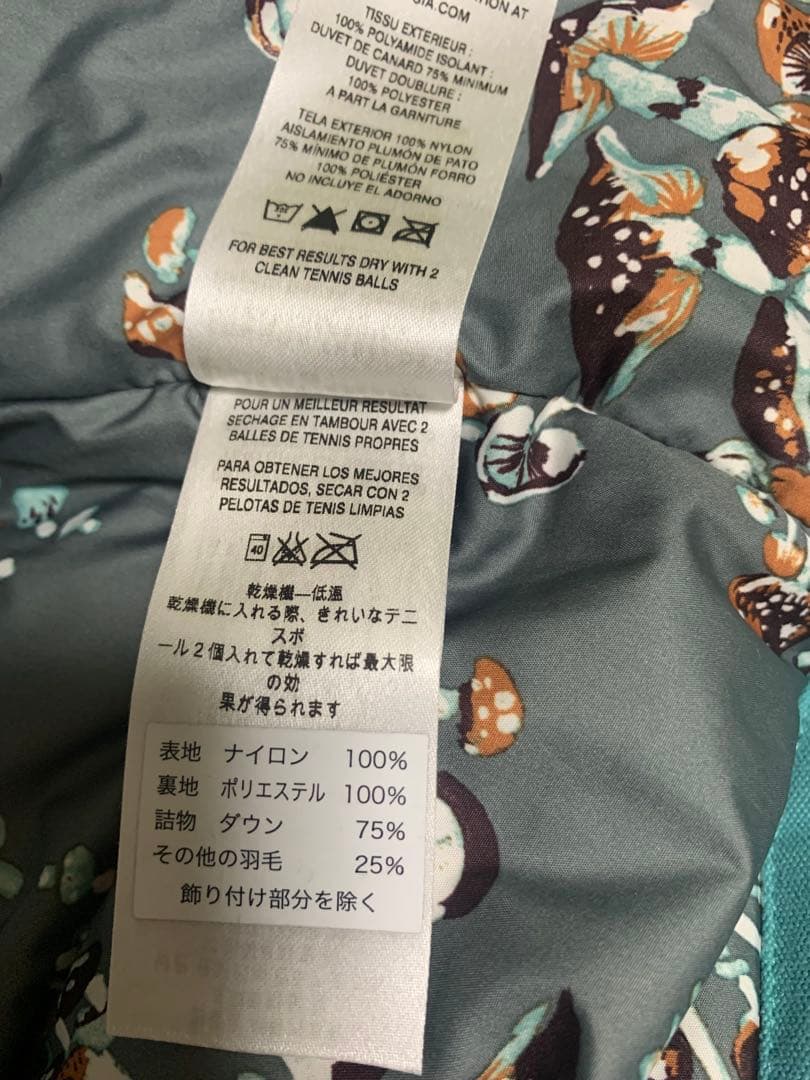 ATION AT
GIA.COM
TISSU EXTERIEUR :
100% POLYAMIDE ISOLANT :
DUVET DE CANARD 75% MINIMUM
DUVET DOUBLURE :
100% POLYESTER
A PART LA GARNITURE
TELA EXTERIOR 100% NYLON
AISLAMIENTO PLUMÓN DE PATO
75% MÍNIMO DE PLUMÓN FORRO
100% POLIÉSTER
NO INCLUYE EL ADORNO
FOR BEST RESULTS DRY WITH 2
CLEAN TENNIS BALLS
POUR UN MEILLEUR RESULTAT
SECHAGE EN TAMBOUR AVEC 2
BALLES DE TENNIS PROPRES
PARA OBTENER LOS MEJORES
RESULTADOS, SECAR CON 2
PELOTAS DE TENIS LIMPIAS
40
乾燥機—低温
乾燥機に入れる際、きれいなテニ
スボ
ール2個入れて乾燥すれば最大限
の効
果が得られます
表地 ナイロン 100%
裏地 ポリエステル 100%
詰物 ダウン 75%
その他の羽毛 25%
飾り付け部分を除く